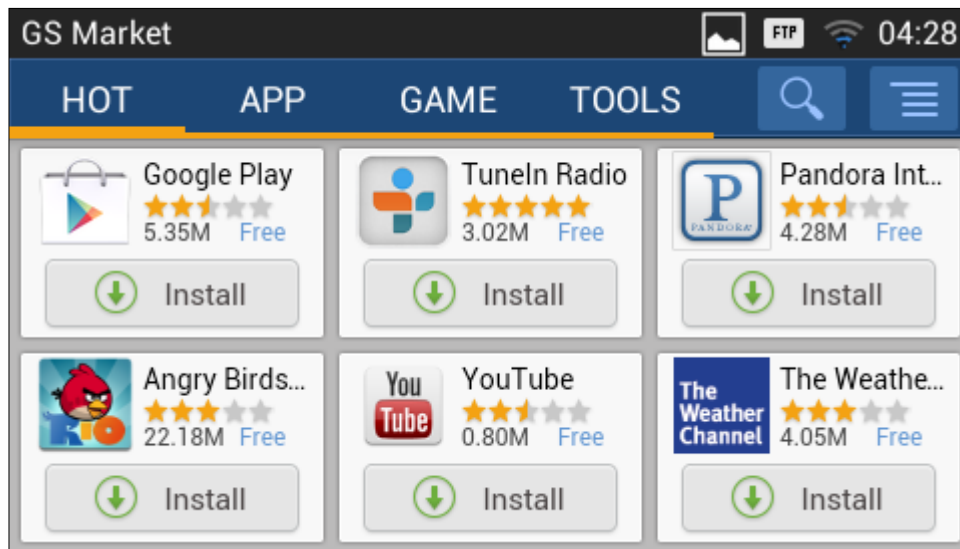 GS Market FTP 04:28
HOT APP GAME TOOLS
Google Play
5.35M Free
Install
TuneIn Radio
3.02M Free
Install
P
PANDORA
Pandora Int...
4.28M Free
Install
RIO
Angry Birds...
22.18M Free
Install
You
Tube
YouTube
0.80M Free
Install
The
Weather
Channel
The Weathe...
4.05M Free
Install